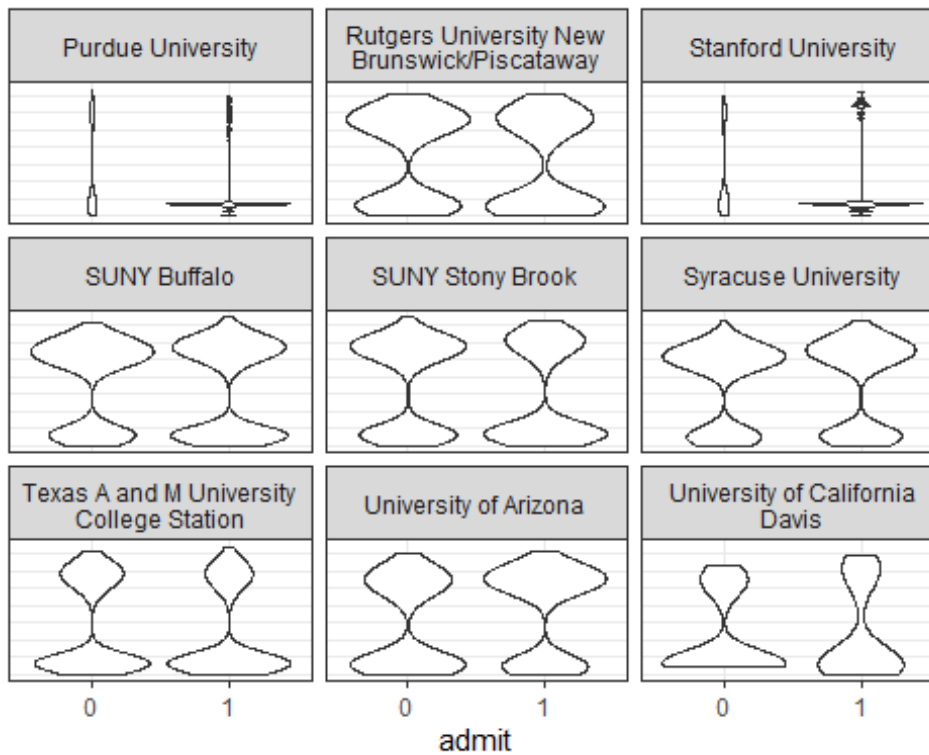 Purdue University
Rutgers University New
Brunswick/Piscataway
Stanford University
SUNY Buffalo
SUNY Stony Brook
Syracuse University
Texas A and M University
College Station
University of Arizona
University of California
Davis
0 1 0 1 0 1
admit